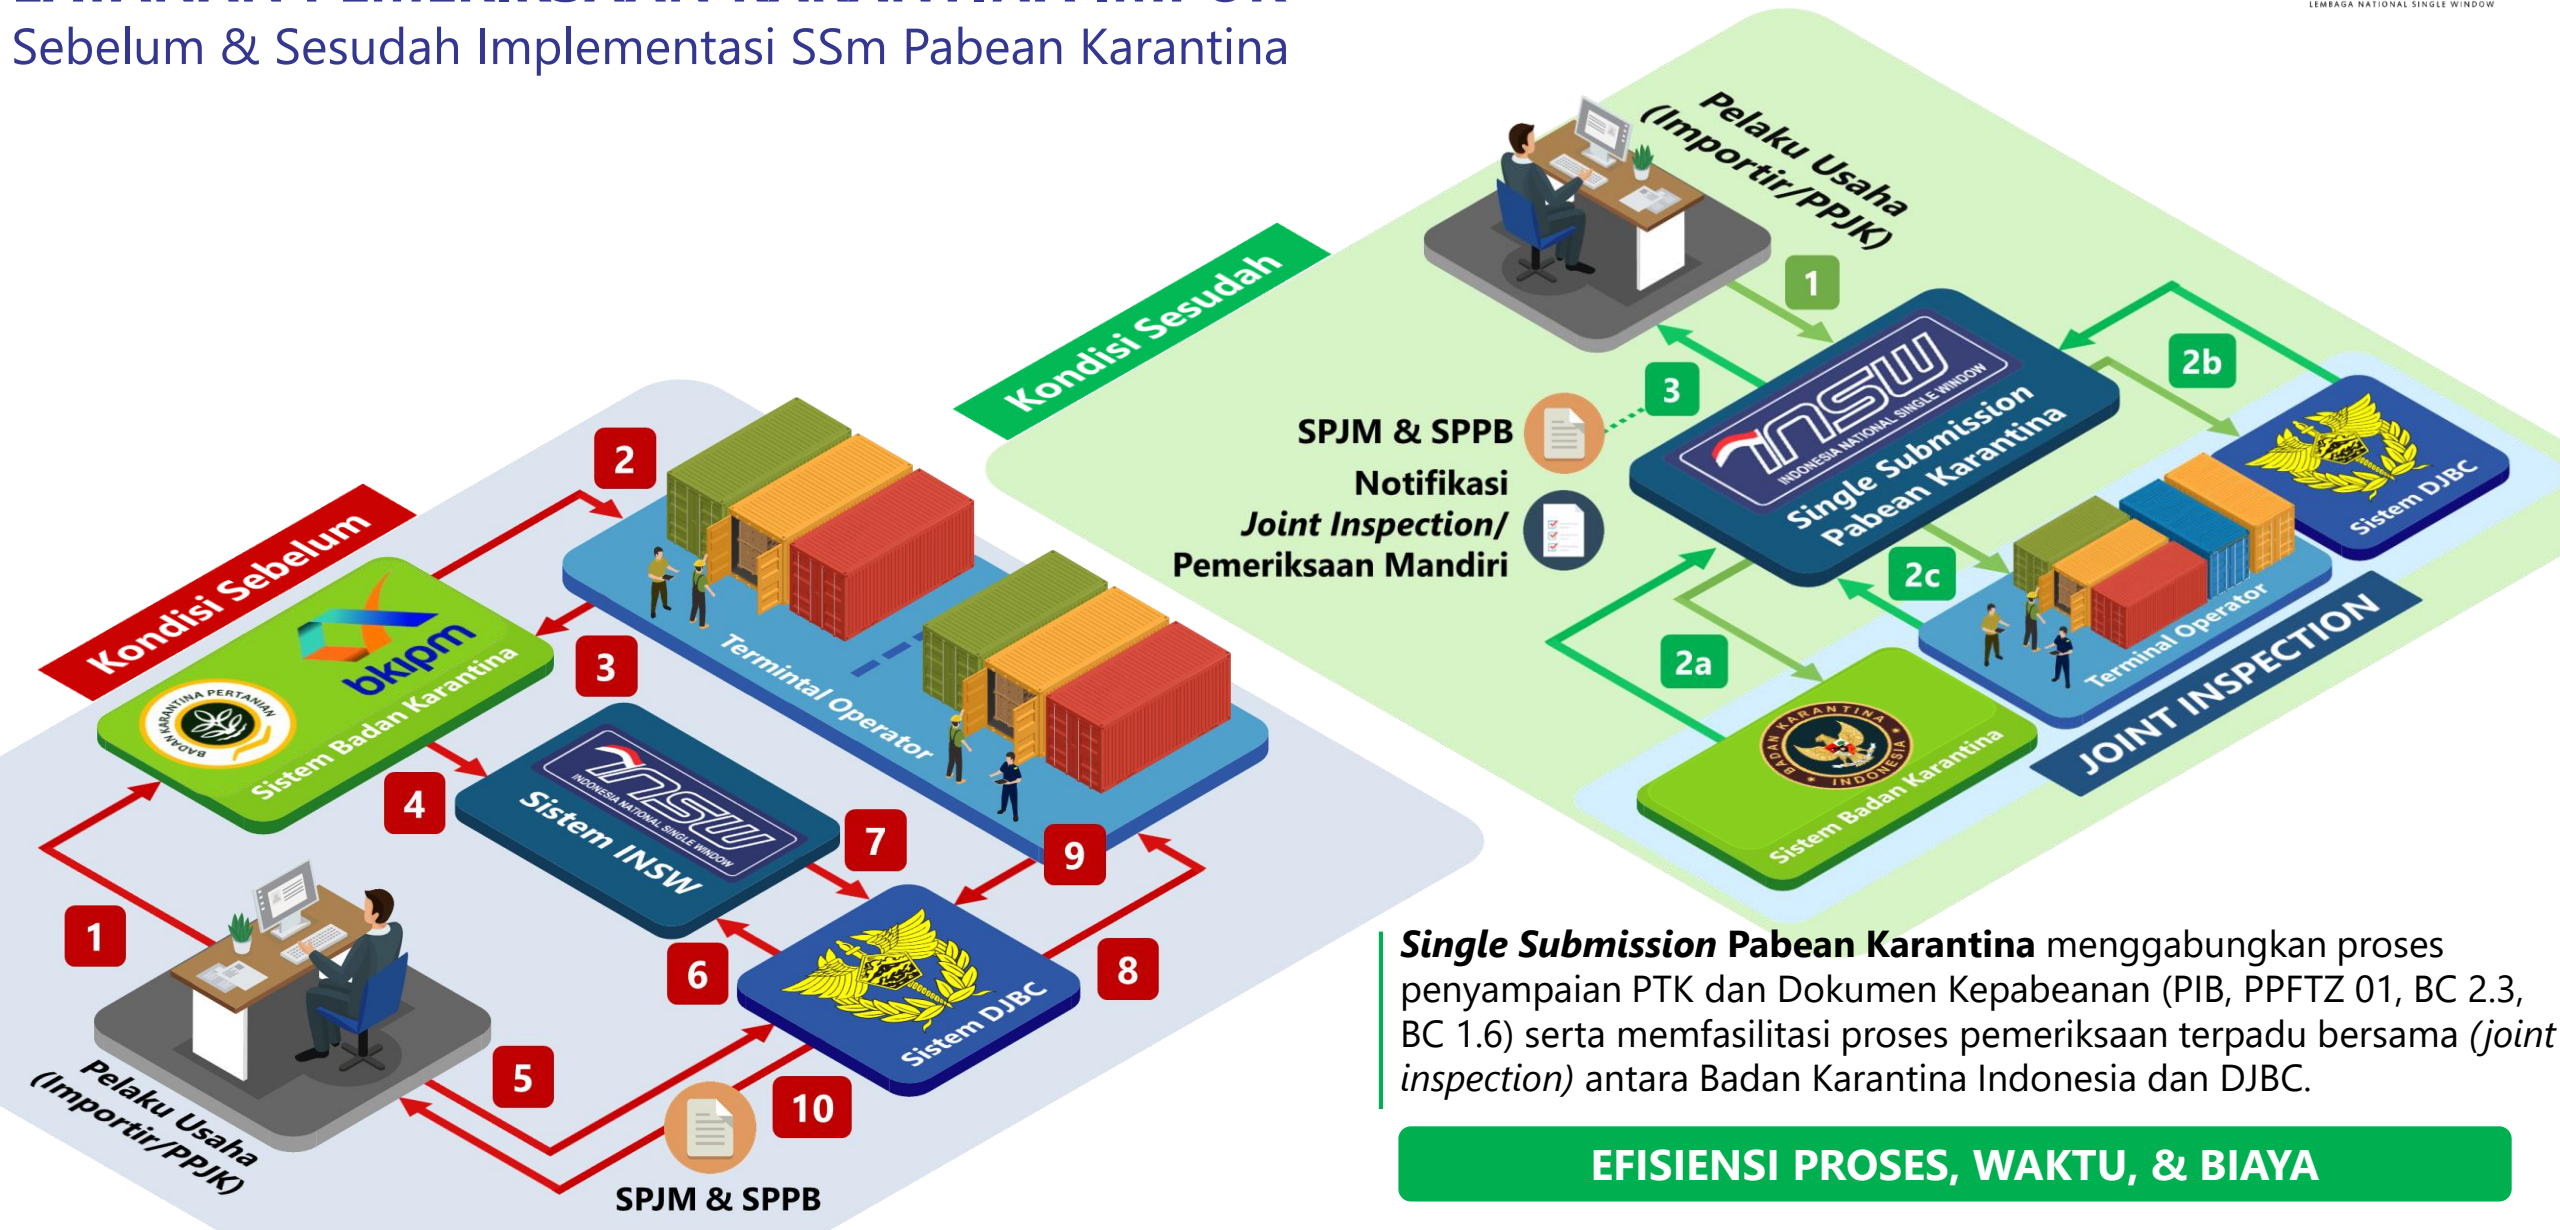 LAYANAN PEMERIKSAAN KARANTINA IMPOR
Sebelum & Sesudah Implementasi SSm Pabean Karantina
LEMBAGA NATIONAL SINGLE WINDOW
Kondisi Sebelum
1
2
3
4
5
6
7
8
9
10
BADAN KARANTINA PERTANIAN
bkipm
Sistem Badan Karantina
Termintal Operator
INSW
INDONESIA NATIONAL SINGLE WINDOW
Sistem INSW
Sistem DJBC
Pelaku Usaha
(Importir/PPJK)
SPJM & SPPB
Kondisi Sesudah
Pelaku Usaha
(Importir/PPJK)
1
2b
3
2c
2a
SPJM & SPPB
Notifikasi
Joint Inspection/
Pemeriksaan Mandiri
INSW
INDONESIA NATIONAL SINGLE WINDOW
Single Submission
Pabean Karantina
Sistem DJBC
Terminal Operator
JOINT INSPECTION
BADAN KARANTINA
INDONESIA
Sistem Badan Karantina
Single Submission Pabean Karantina menggabungkan proses
penyampaian PTK dan Dokumen Kepabeanan (PIB, PPFTZ 01, BC 2.3,
BC 1.6) serta memfasilitasi proses pemeriksaan terpadu bersama (joint
inspection) antara Badan Karantina Indonesia dan DJBC.
EFISIENSI PROSES, WAKTU, & BIAYA